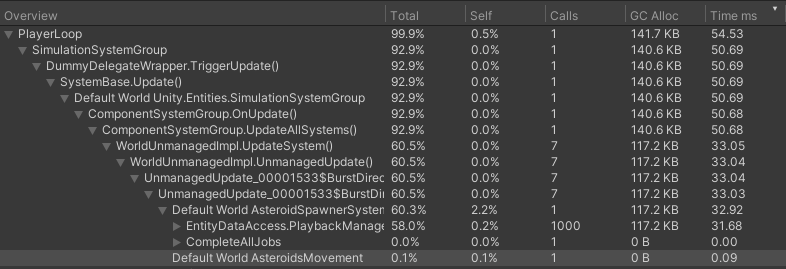 Overview Total Self Calls GC Alloc Time ms
PlayerLoop 99.9% 0.5% 1 141.7 KB 54.53
SimulationSystemGroup 92.9% 0.0% 1 140.6 KB 50.69
DummyDelegateWrapper.TriggerUpdate() 92.9% 0.0% 1 140.6 KB 50.69
SystemBase.Update() 92.9% 0.0% 1 140.6 KB 50.69
Default World Unity.Entities.SimulationSystemGroup 92.9% 0.0% 1 140.6 KB 50.69
ComponentSystemGroup.OnUpdate() 92.9% 0.0% 1 140.6 KB 50.68
ComponentSystemGroup.UpdateAllSystems() 92.9% 0.0% 1 140.6 KB 50.68
WorldUnmanagedImpl.UpdateSystem() 60.5% 0.0% 7 117.2 KB 33.05
WorldUnmanagedImpl.UnmanagedUpdate() 60.5% 0.0% 7 117.2 KB 33.04
UnmanagedUpdate_00001533$BurstDirec 60.5% 0.0% 7 117.2 KB 33.04
UnmanagedUpdate_00001533$BurstDir 60.5% 0.0% 7 117.2 KB 33.03
Default World AsteroidSpawnerSystem 60.3% 2.2% 1 117.2 KB 32.92
EntityDataAccess.PlaybackManage 58.0% 0.2% 1000 117.2 KB 31.68
CompleteAllJobs 0.0% 0.0% 1 0 B 0.00
Default World AsteroidsMovement 0.1% 0.1% 1 0 B 0.09